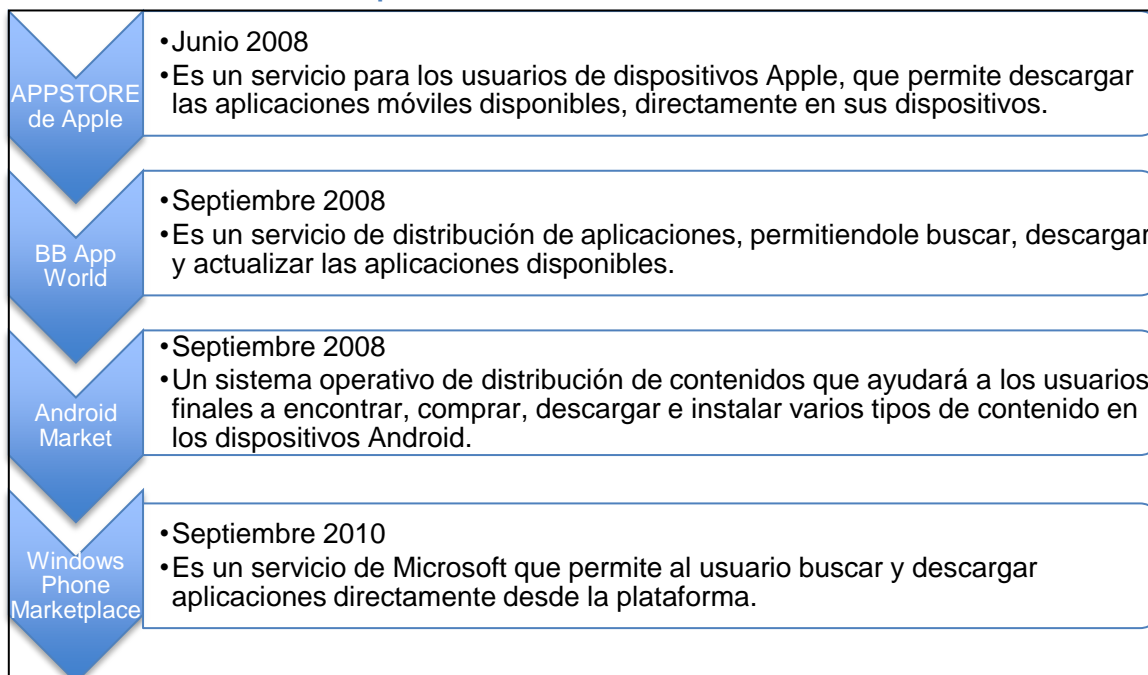 APPSTORE
de Apple
•Junio 2008
•Es un servicio para los usuarios de dispositivos Apple, que permite descargar
las aplicaciones móviles disponibles, directamente en sus dispositivos.
BB App
World
•Septiembre 2008
•Es un servicio de distribución de aplicaciones, permitiendole buscar, descargar
y actualizar las aplicaciones disponibles.
Android
Market
•Septiembre 2008
•Un sistema operativo de distribución de contenidos que ayudará a los usuarios
finales a encontrar, comprar, descargar e instalar varios tipos de contenido en
los dispositivos Android.
Windows
Phone
Marketplace
•Septiembre 2010
•Es un servicio de Microsoft que permite al usuario buscar y descargar
aplicaciones directamente desde la plataforma.